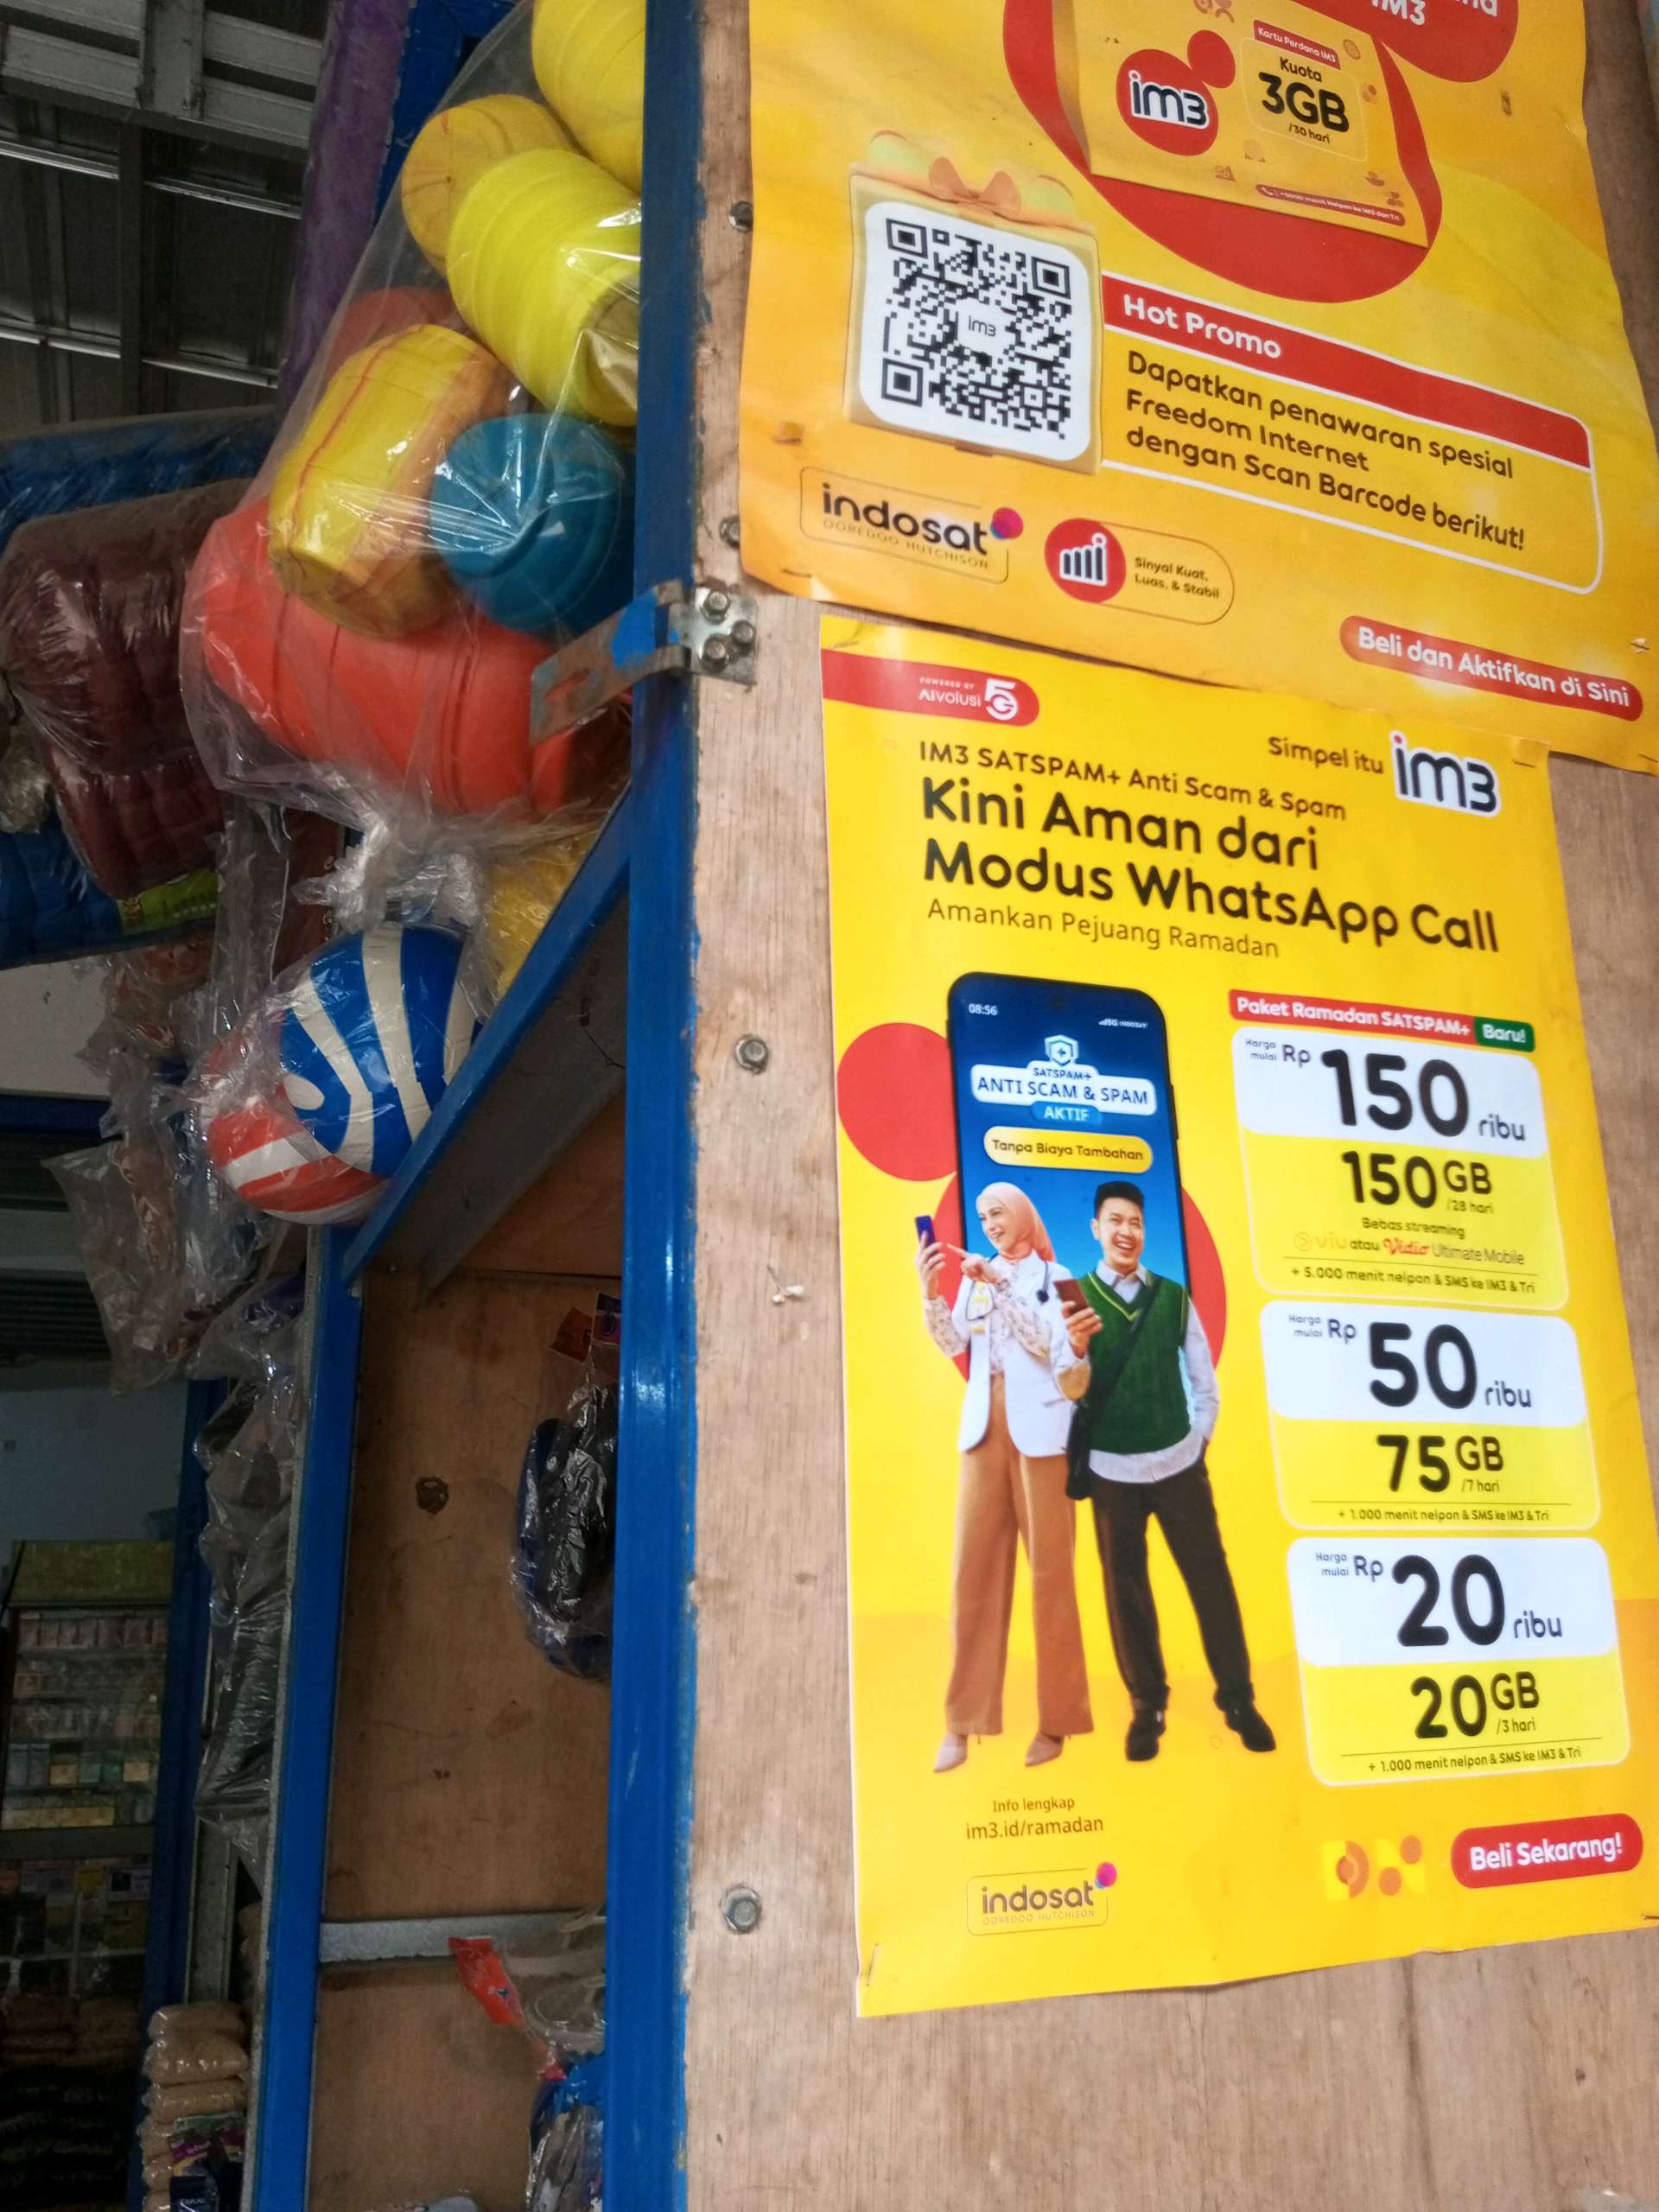 IM3
Kartu Perdana IM3
im3
Kuota
3GB
/30 hari
im3
Hot Promo
Dapatkan penawaran spesial
Freedom Internet
dengan Scan Barcode berikut!
indosat
OOREDOO HUTCHISON
Sinyal Kuat,
Luas, & Stabil
Beli dan Aktifkan di Sini
POWERED BY
AIvolusi 5G
Simpel itu im3
IM3 SATSPAM+ Anti Scam & Spam
Kini Aman dari
Modus WhatsApp Call
Amankan Pejuang Ramadan
08:56
5G INDOSAT
SATSPAM+
ANTI SCAM & SPAM
AKTIF
Tanpa Biaya Tambahan
Paket Ramadan SATSPAM+ Baru!
Harga mulai Rp 150 ribu
150GB
/28 hari
Bebas streaming
viu atau Vidio Ultimate Mobile
+ 5.000 menit nelpon & SMS ke IM3 & Tri
Harga mulai Rp 50 ribu
75GB
/7 hari
+ 1.000 menit nelpon & SMS ke IM3 & Tri
Harga mulai Rp 20 ribu
20GB
/3 hari
+ 1.000 menit nelpon & SMS ke IM3 & Tri
Info lengkap
im3.id/ramadan
indosat
OOREDOO HUTCHISON
Beli Sekarang!